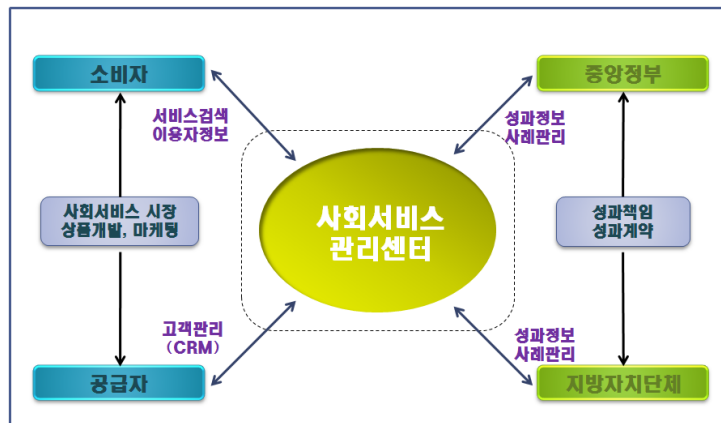 소비자
중앙정부
서비스검색
이용자정보
성과정보
사례관리
사회서비스 시장
상품개발, 마케팅
사회서비스
관리센터
성과책임
성과계약
고객관리
(CRM)
성과정보
사례관리
공급자
지방자치단체